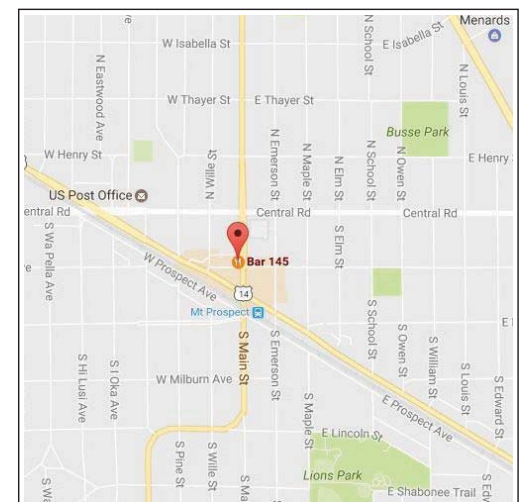 Menards
e
W Isabella St
E Isabella St
N School St
N Eastwood Ave
N Louis St
W Thayer St
E Thayer St
Busse Park
N Emerson St
N Maple St
N Elm St
N School St
N Owen St
W Henry St
E Henry
N Wille St
US Post Office
entral Rd
Central Rd
Central Rd
S Wa Pella Ave
S Elm St
e
Bar 145
W Prospect Ave
14
Mt Prospect
S Main St
S Emerson St
S School St
S Owen St
S William St
S Louis St
S Edward St
E
S Hi Lusi Ave
S I Oka Ave
W Milburn Ave
S Maple St
E Prospect Ave
E Lincoln St
S Pine St
S Wille St
S Ma
Lions Park
E Shabonee Trail
S Wa
S Ed